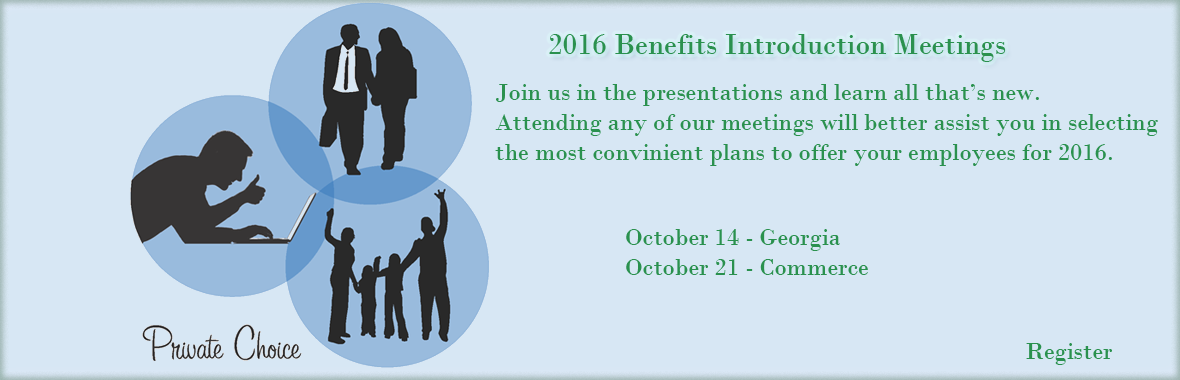 2016 Benefits Introduction Meetings
Join us in the presentations and learn all that's new.
Attending any of our meetings will better assist you in selecting
the most convinient plans to offer your employees for 2016.
October 14 - Georgia
October 21 - Commerce
Private Choice
Register